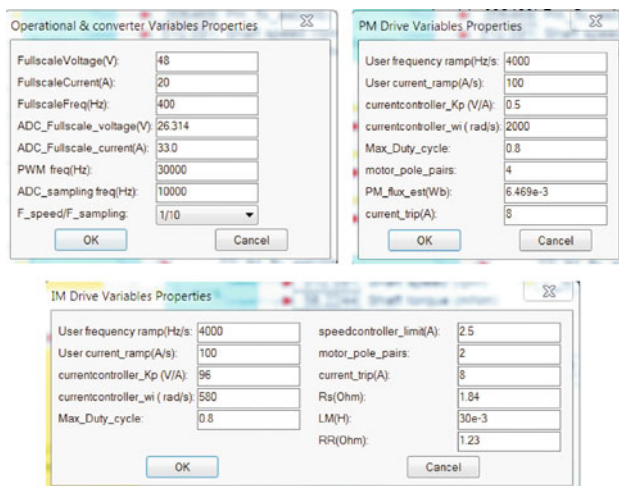 Operational & converter Variables Properties
FullscaleVoltage(V): 48
FullscaleCurrent(A): 20
FullscaleFreq(Hz): 400
ADC_Fullscale_voltage(V): 26.314
ADC_Fullscale_current(A): 33.0
PWM freq(Hz): 30000
ADC_sampling freq(Hz): 10000
F_speed/F_sampling: 1/10
OK Cancel
PM Drive Variables Properties
User frequency ramp(Hz/s: 4000
User current_ramp(A/s): 100
currentcontroller_Kp (V/A): 0.5
currentcontroller_wi ( rad/s): 2000
Max_Duty_cycle: 0.8
motor_pole_pairs: 4
PM_flux_est(Wb): 6.469e-3
current_trip(A): 8
OK Cancel
IM Drive Variables Properties
User frequency ramp(Hz/s: 4000 speedcontroller_limit(A): 2.5
User current_ramp(A/s): 100 motor_pole_pairs: 2
currentcontroller_Kp (V/A): 96 current_trip(A): 8
currentcontroller_wi ( rad/s): 580 Rs(Ohm): 1.84
Max_Duty_cycle: 0.8 LM(H): 30e-3
RR(Ohm): 1.23
OK Cancel